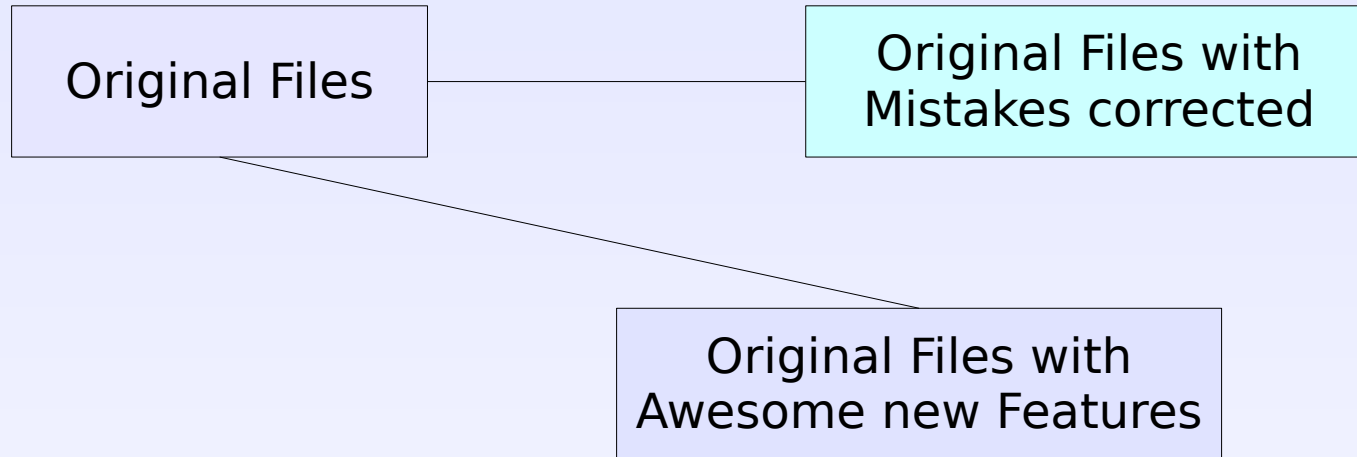 Original Files
Original Files with
Mistakes corrected
Original Files with
Awesome new Features